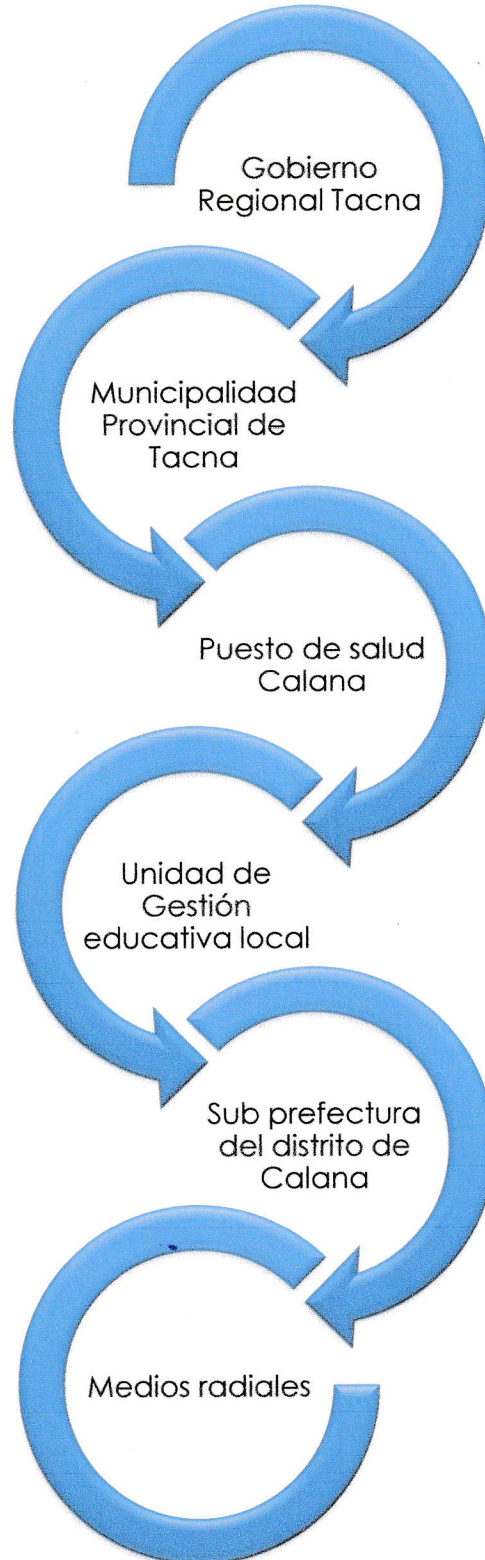 Gobierno
Regional Tacna
Municipalidad
Provincial de
Tacna
Puesto de salud
Calana
Unidad de
Gestión
educativa local
Sub prefectura
del distrito de
Calana
Medios radiales